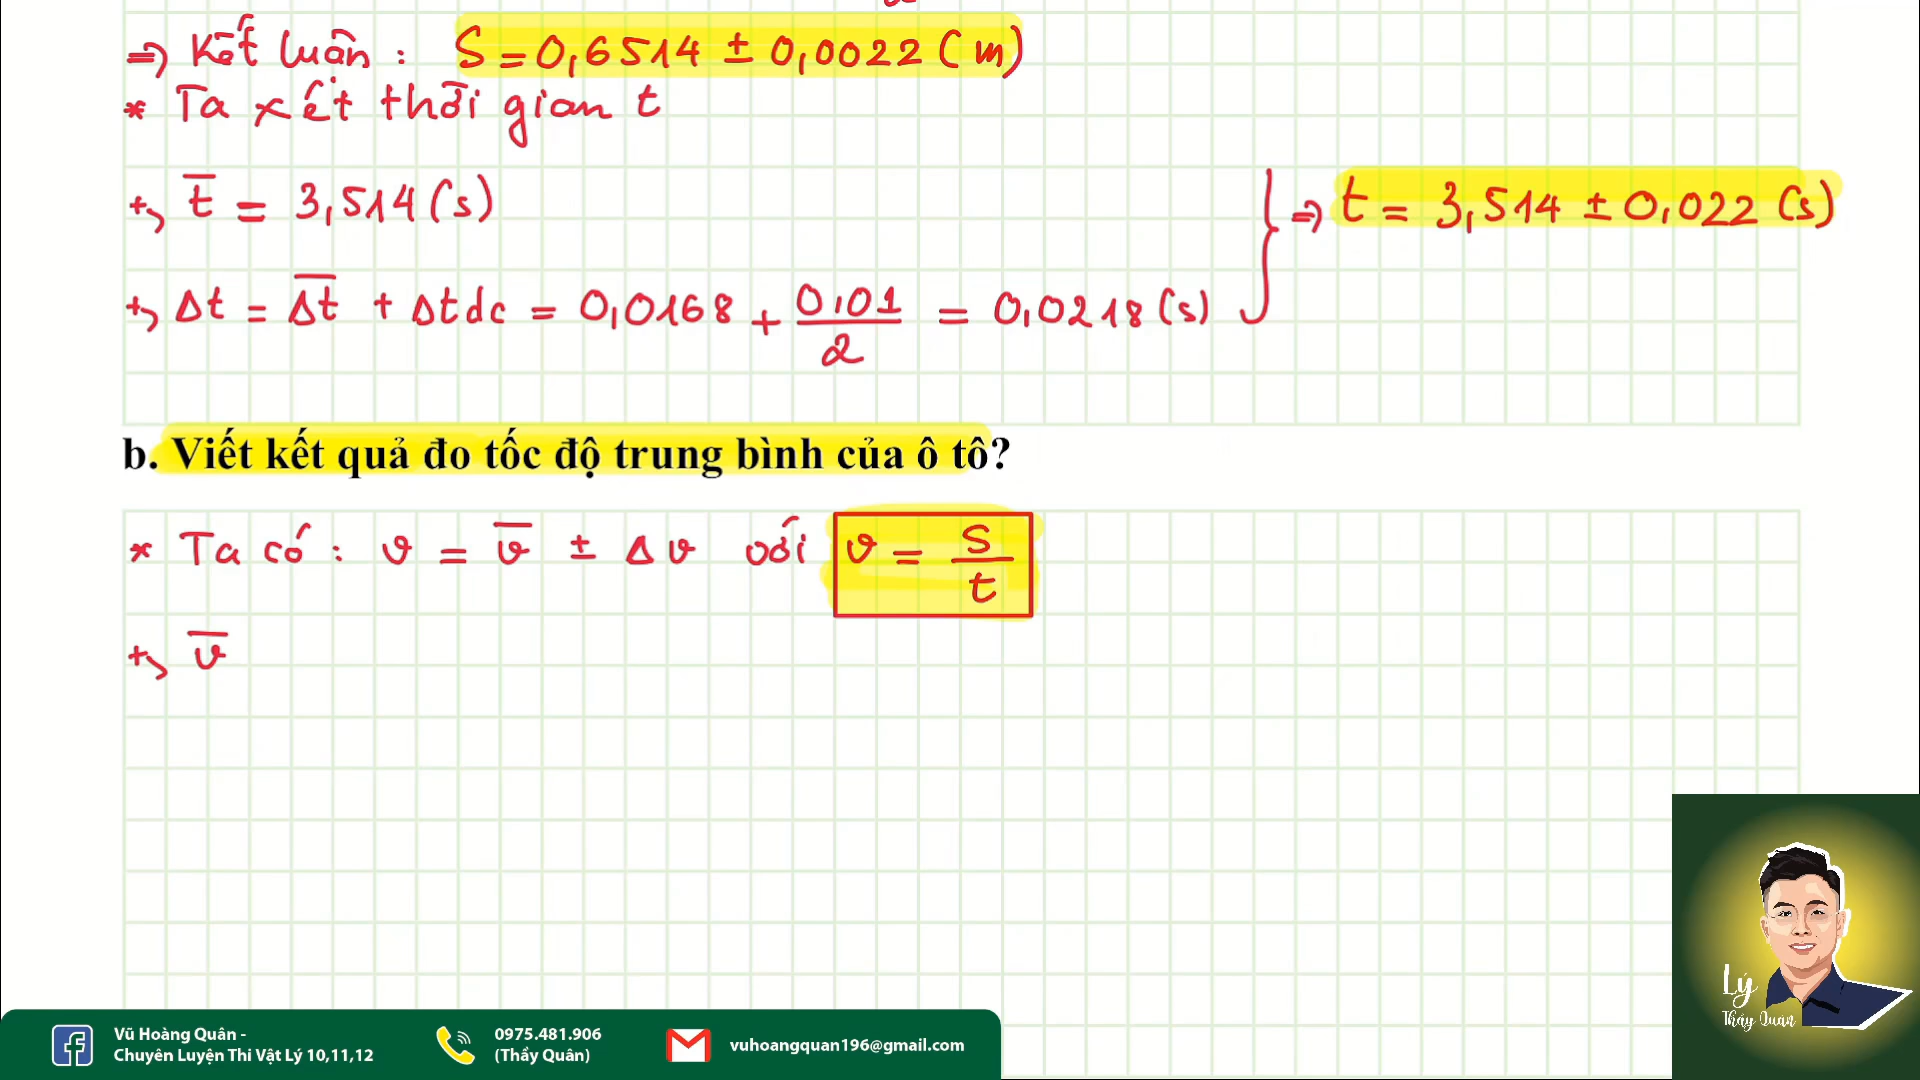 => Kết luận : S = 0,6514 ± 0,0022 ( m )
* Ta xét thời gian t
+, t̅ = 3,514 (s)
+, Δt = Δt̅ + Δtdc = 0,0168 + 0,01/2 = 0,0218 (s)
=> t = 3,514 ± 0,022 (s)
b. Viết kết quả đo tốc độ trung bình của ô tô?
* Ta có : v = v̅ ± Δv với v = S/t
+, v̅
Lý
Thầy Quân
Vũ Hoàng Quân -
Chuyên Luyện Thi Vật Lý 10,11,12
0975.481.906
(Thầy Quân)
vuhoangquan196@gmail.com